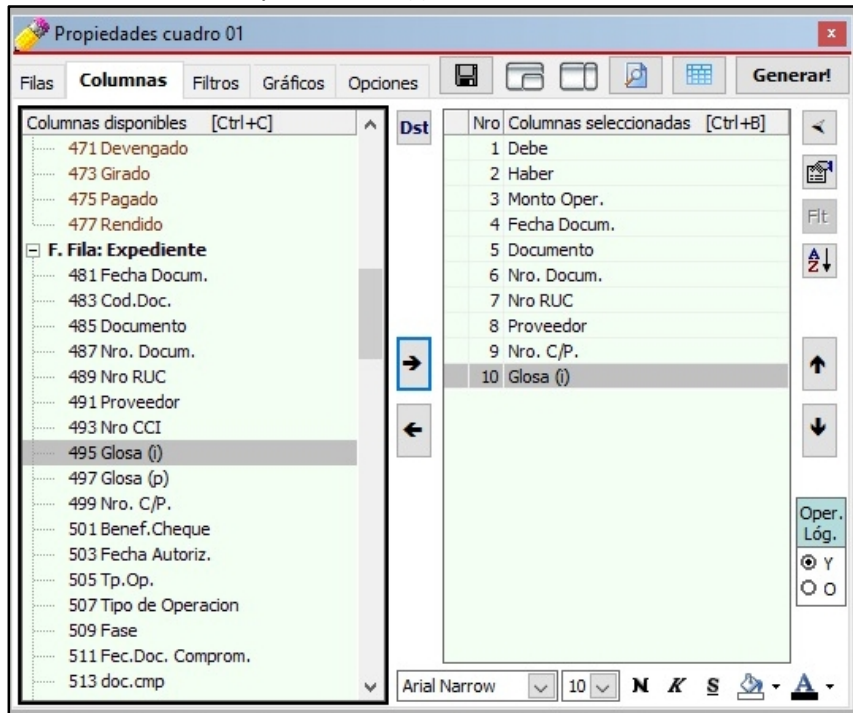 Propiedades cuadro 01
x
Filas Columnas Filtros Gráficos Opciones Generar!
Columnas disponibles [Ctrl+C]
471 Devengado
473 Girado
475 Pagado
477 Rendido
F. Fila: Expediente
481 Fecha Docum.
483 Cod.Doc.
485 Documento
487 Nro. Docum.
489 Nro RUC
491 Proveedor
493 Nro CCI
495 Glosa (i)
497 Glosa (p)
499 Nro. C/P.
501 Benef.Cheque
503 Fecha Autoriz.
505 Tp.Op.
507 Tipo de Operacion
509 Fase
511 Fec.Doc. Comprom.
513 doc.cmp
Dst
Nro Columnas seleccionadas [Ctrl+B]
1 Debe
2 Haber
3 Monto Oper.
4 Fecha Docum.
5 Documento
6 Nro. Docum.
7 Nro RUC
8 Proveedor
9 Nro. C/P.
10 Glosa (i)
Flt
A
Z
Oper.
Lóg.
Y
O
Arial Narrow 10 N K S A